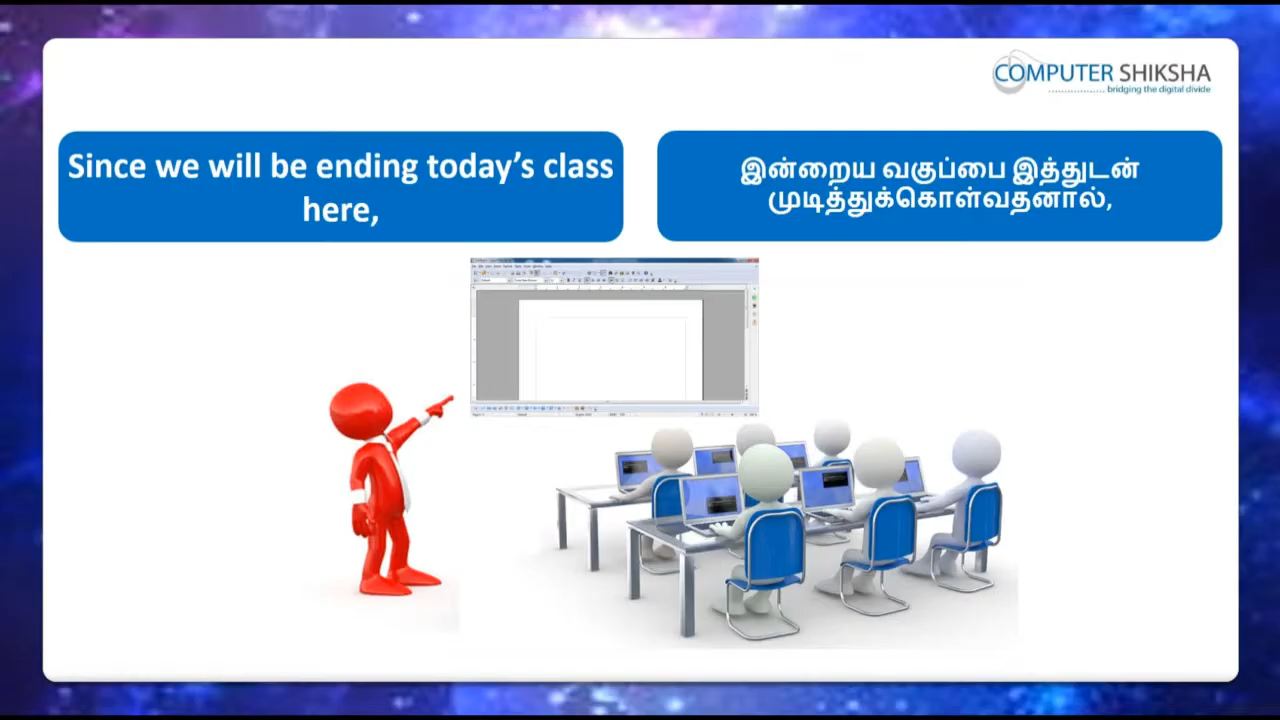 COMPUTER SHIKSHA
bridging the digital divide
Since we will be ending today’s class
here,
இன்றைய வகுப்பை இத்துடன்
முடித்துக்கொள்வதனால்,